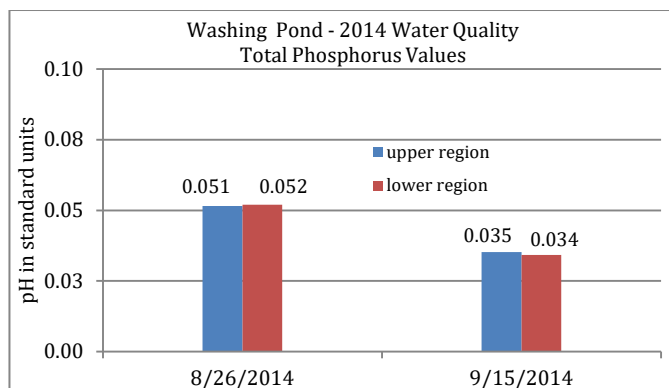 Washing Pond - 2014 Water Quality
Total Phosphorus Values
pH in standard units
0.10
0.08
0.05
0.03
0.00
upper region
lower region
0.051 0.052
0.035 0.034
8/26/2014 9/15/2014